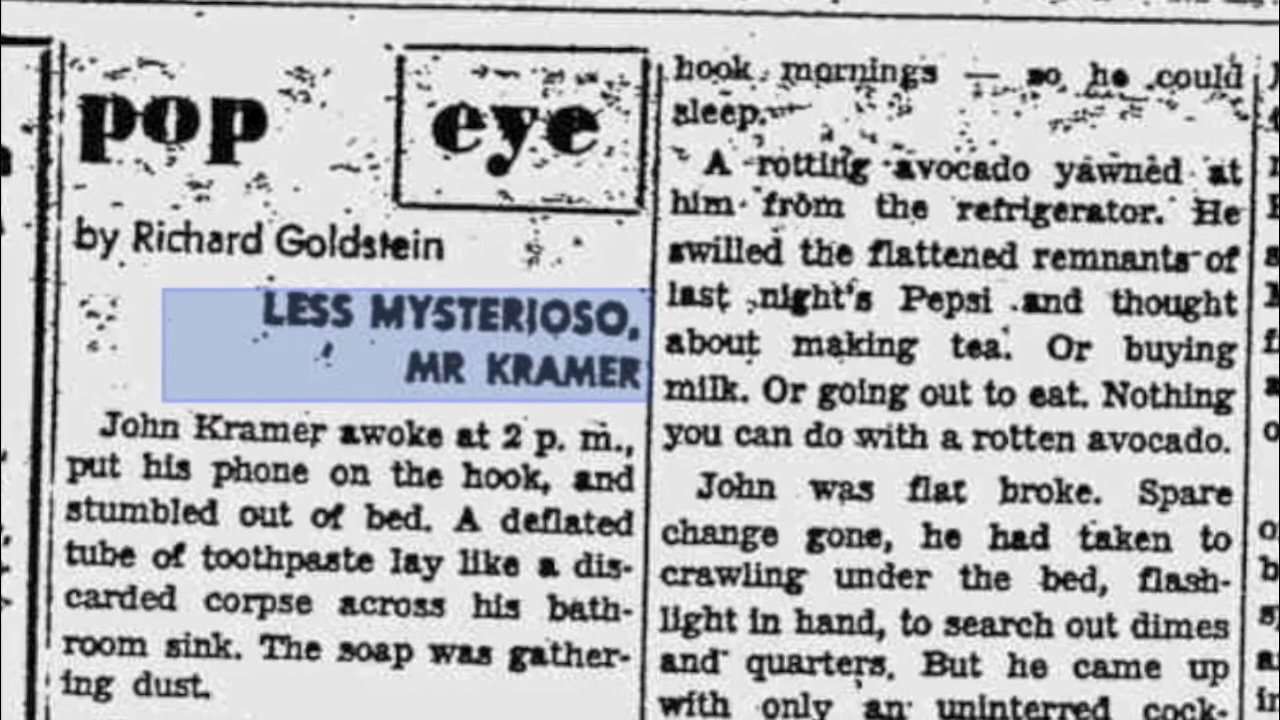 pop eye
by Richard Goldstein
LESS MYSTERIOSO,
MR KRAMER
John Kramer awoke at 2 p. m.,
put his phone on the hook, and
stumbled out of bed. A deflated
tube of toothpaste lay like a dis-
carded corpse across his bath-
room sink. The soap was gather-
ing dust.
hook mornings — so he could
sleep.
A rotting avocado yawned at
him from the refrigerator. He
swilled the flattened remnants of
last night's Pepsi and thought
about making tea. Or buying
milk. Or going out to eat. Nothing
you can do with a rotten avocado.
John was flat broke. Spare
change gone, he had taken to
crawling under the bed, flash-
light in hand, to search out dimes
and quarters. But he came up
with only an uninterred cock-